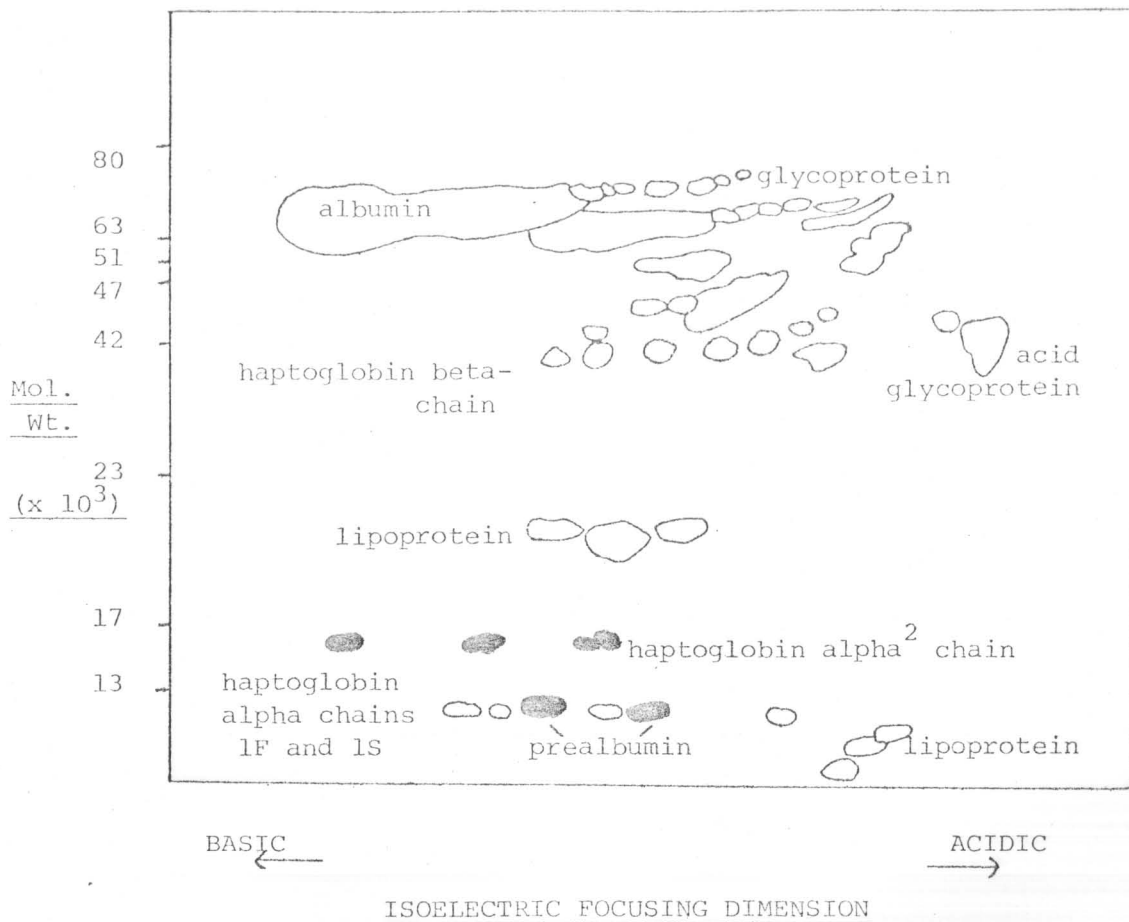 80
glycoprotein
albumin
63
51
47
42
haptoglobin beta-
chain
acid
glycoprotein
Mol.
Wt.
(x 10³)
23
lipoprotein
17
haptoglobin alpha² chain
13
haptoglobin
alpha chains
1F and 1S
prealbumin
lipoprotein
BASIC
ACIDIC
ISOELECTRIC FOCUSING DIMENSION